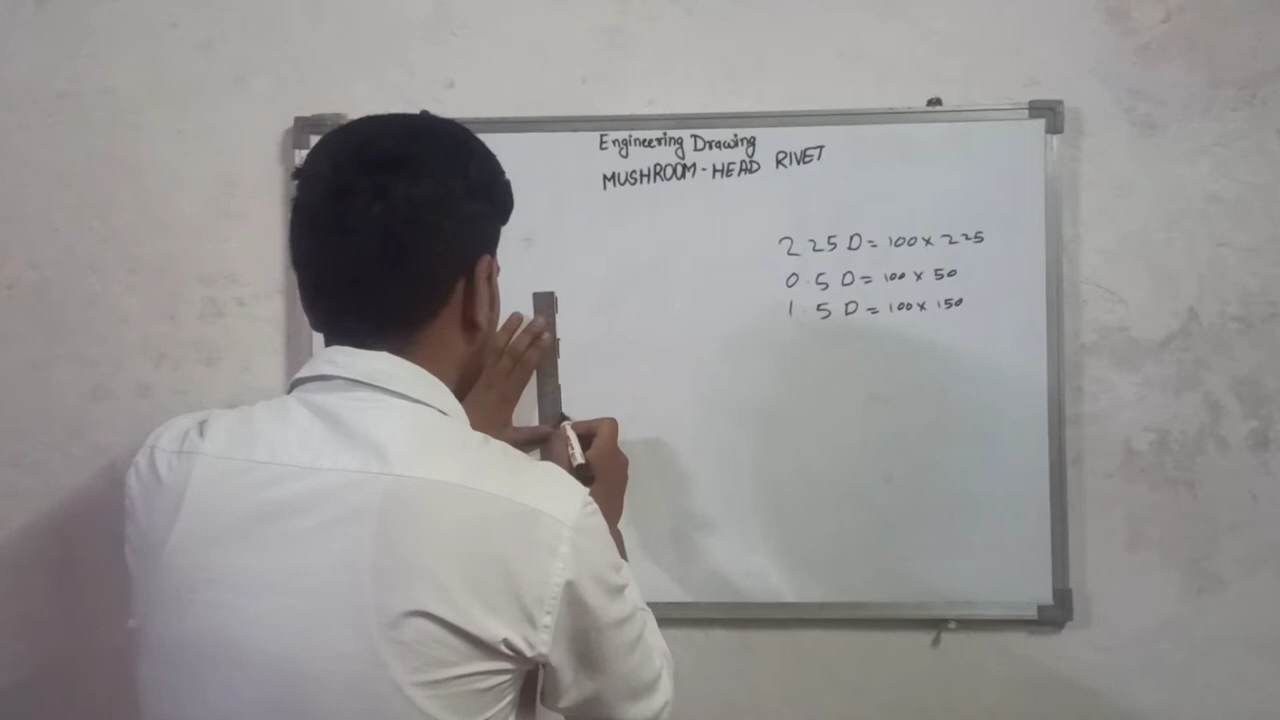 Engineering Drawing
MUSHROOM-HEAD RIVET
2.25 D = 100 x 225
0.5 D = 100 x 50
1.5 D = 100 x 150